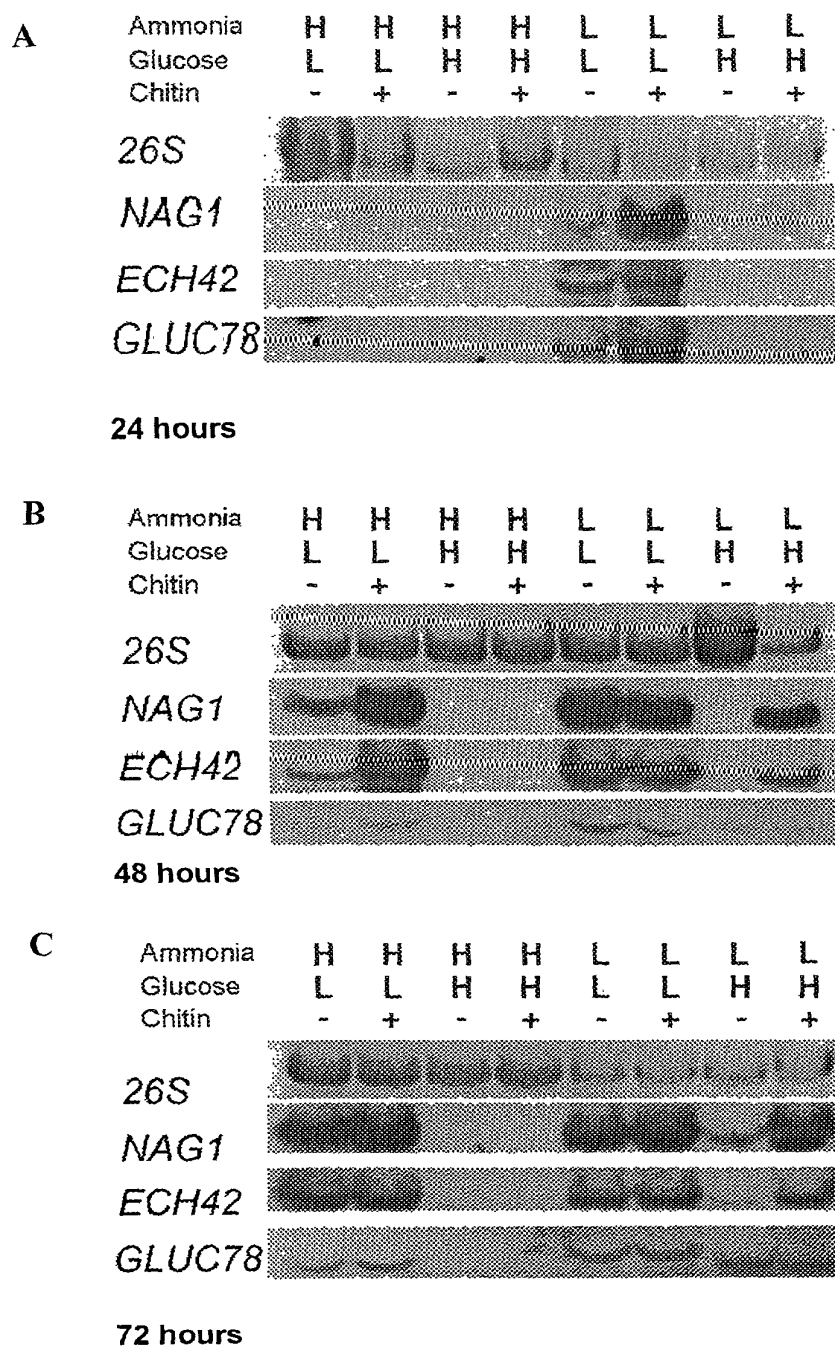 A
Ammonia H H H H L L L L
Glucose L L H H L L H H
Chitin - + - + - + - +
26S
NAG1
ECH42
GLUC78
24 hours
B
Ammonia H H H H L L L L
Glucose L L H H L L H H
Chitin - + - + - + - +
26S
NAG1
ECH42
GLUC78
48 hours
C
Ammonia H H H H L L L L
Glucose L L H H L L H H
Chitin - + - + - + - +
26S
NAG1
ECH42
GLUC78
72 hours